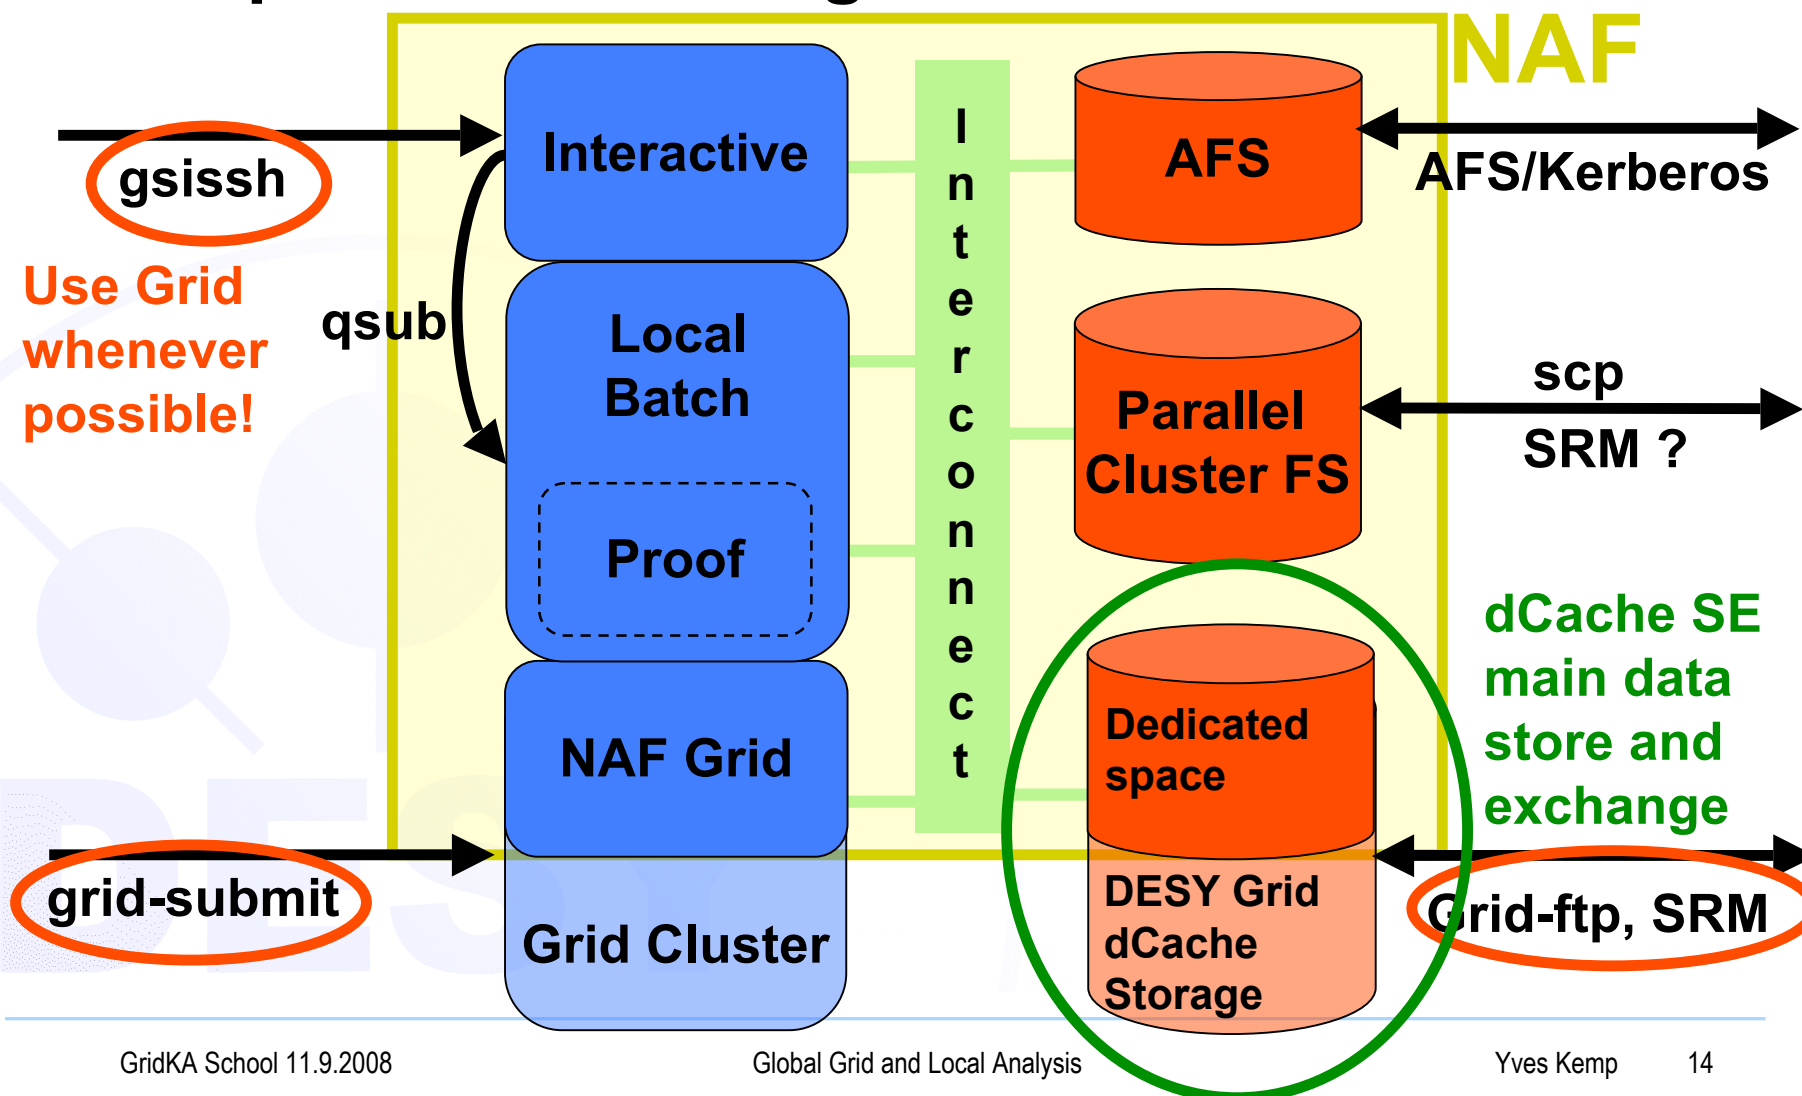 NAF
Interactive
AFS
gsissh
AFS/Kerberos
Use Grid
whenever
possible!
qsub
Local
Batch
Interconnect
Parallel
Cluster FS
scp
SRM ?
Proof
dCache SE
main data
store and
exchange
NAF Grid
Dedicated
space
grid-submit
Grid Cluster
DESY Grid
dCache
Storage
Grid-ftp, SRM
DESY
GridKA School 11.9.2008
Global Grid and Local Analysis
Yves Kemp
14